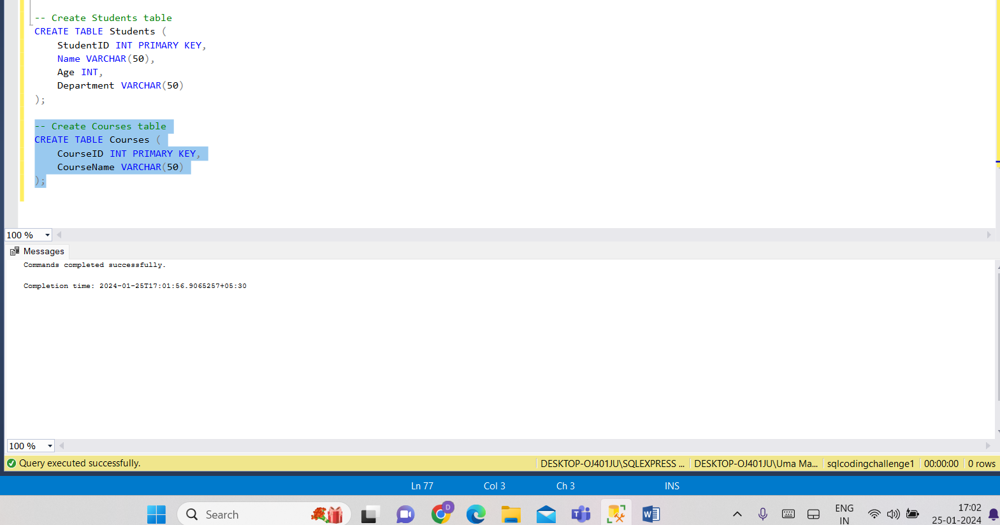 -- Create Students table
CREATE TABLE Students (
    StudentID INT PRIMARY KEY,
    Name VARCHAR(50),
    Age INT,
    Department VARCHAR(50)
);
-- Create Courses table
CREATE TABLE Courses (
    CourseID INT PRIMARY KEY,
    CourseName VARCHAR(50)
);
100 %
Messages
Commands completed successfully.
Completion time: 2024-01-25T17:01:56.9065257+05:30
100 %
Query executed successfully. DESKTOP-OJ401JU\SQLEXPRESS ... DESKTOP-OJ401JU\Uma Ma... sqlcodingchallenge1 00:00:00 0 rows
Ln 77 Col 3 Ch 3 INS
Search D ENG 17:02
IN 25-01-2024